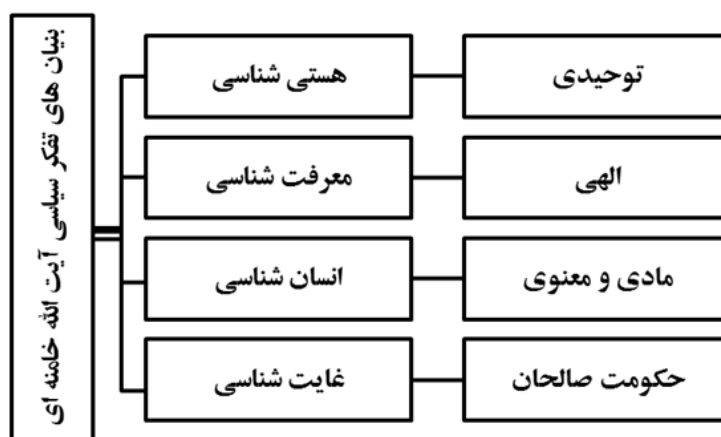 بنیان های تفکر سیاسی آیت الله خامنه ای
هستی شناسی
توحیدی
معرفت شناسی
الهی
انسان شناسی
مادی و معنوی
غایت شناسی
حکومت صالحان